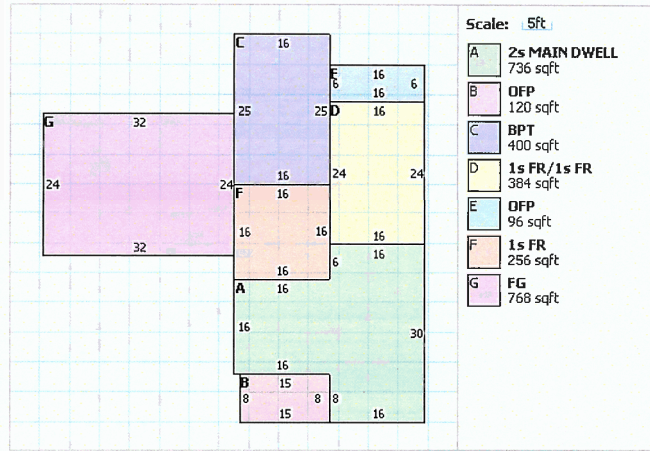 Scale: 5ft
A 2s MAIN DWELL
736 sqft
B OFP
120 sqft
C BPT
400 sqft
D 1s FR/1s FR
384 sqft
E OFP
96 sqft
F 1s FR
256 sqft
G FG
768 sqft
C 16
25 25
16
E 16
6 6
16
D 16
24 24
16
G 32
24 24
32
F 16
16 16
16
A 16
16
16
6 16
30
16
B 15
8 8 8
15